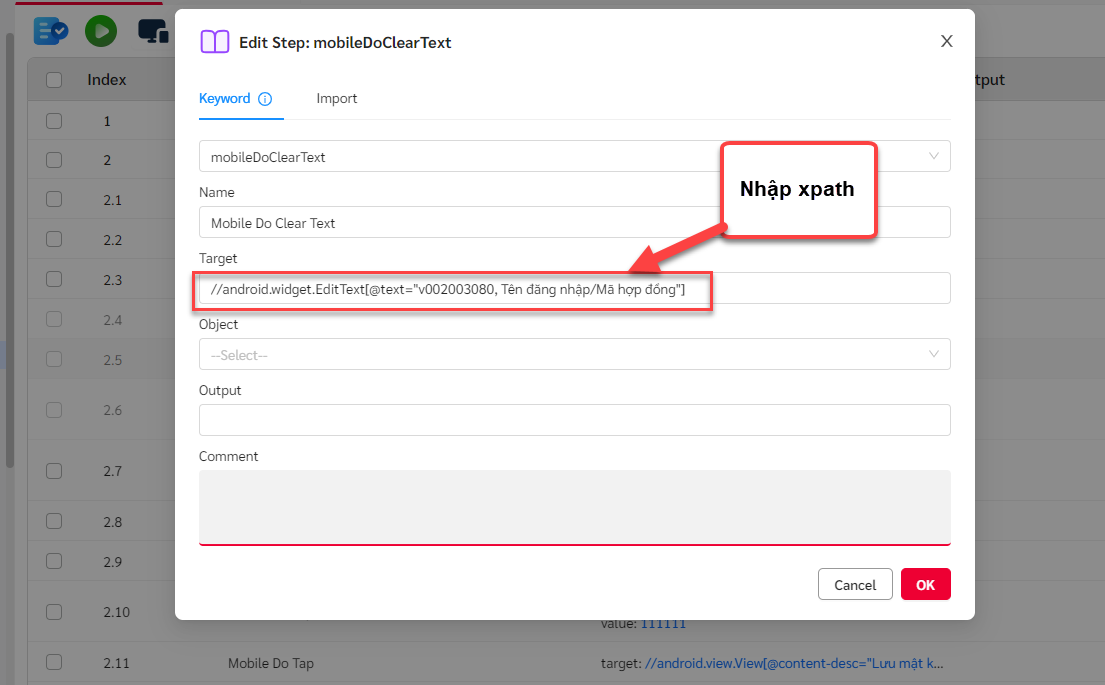 Edit Step: mobileDoClearText
Keyword
Import
mobileDoClearText
Name
Mobile Do Clear Text
Target
//android.widget.EditText[@text="v002003080, Tên đăng nhập/Mã hợp đồng"]
Object
--Select--
Output
Comment
Cancel
OK
Nhập xpath
Index
tput
1
2
2.1
2.2
2.3
2.4
2.5
2.6
2.7
2.8
2.9
2.10
value: 111111
2.11
Mobile Do Tap
target: //android.view.View[@content-desc="Lưu mật k...